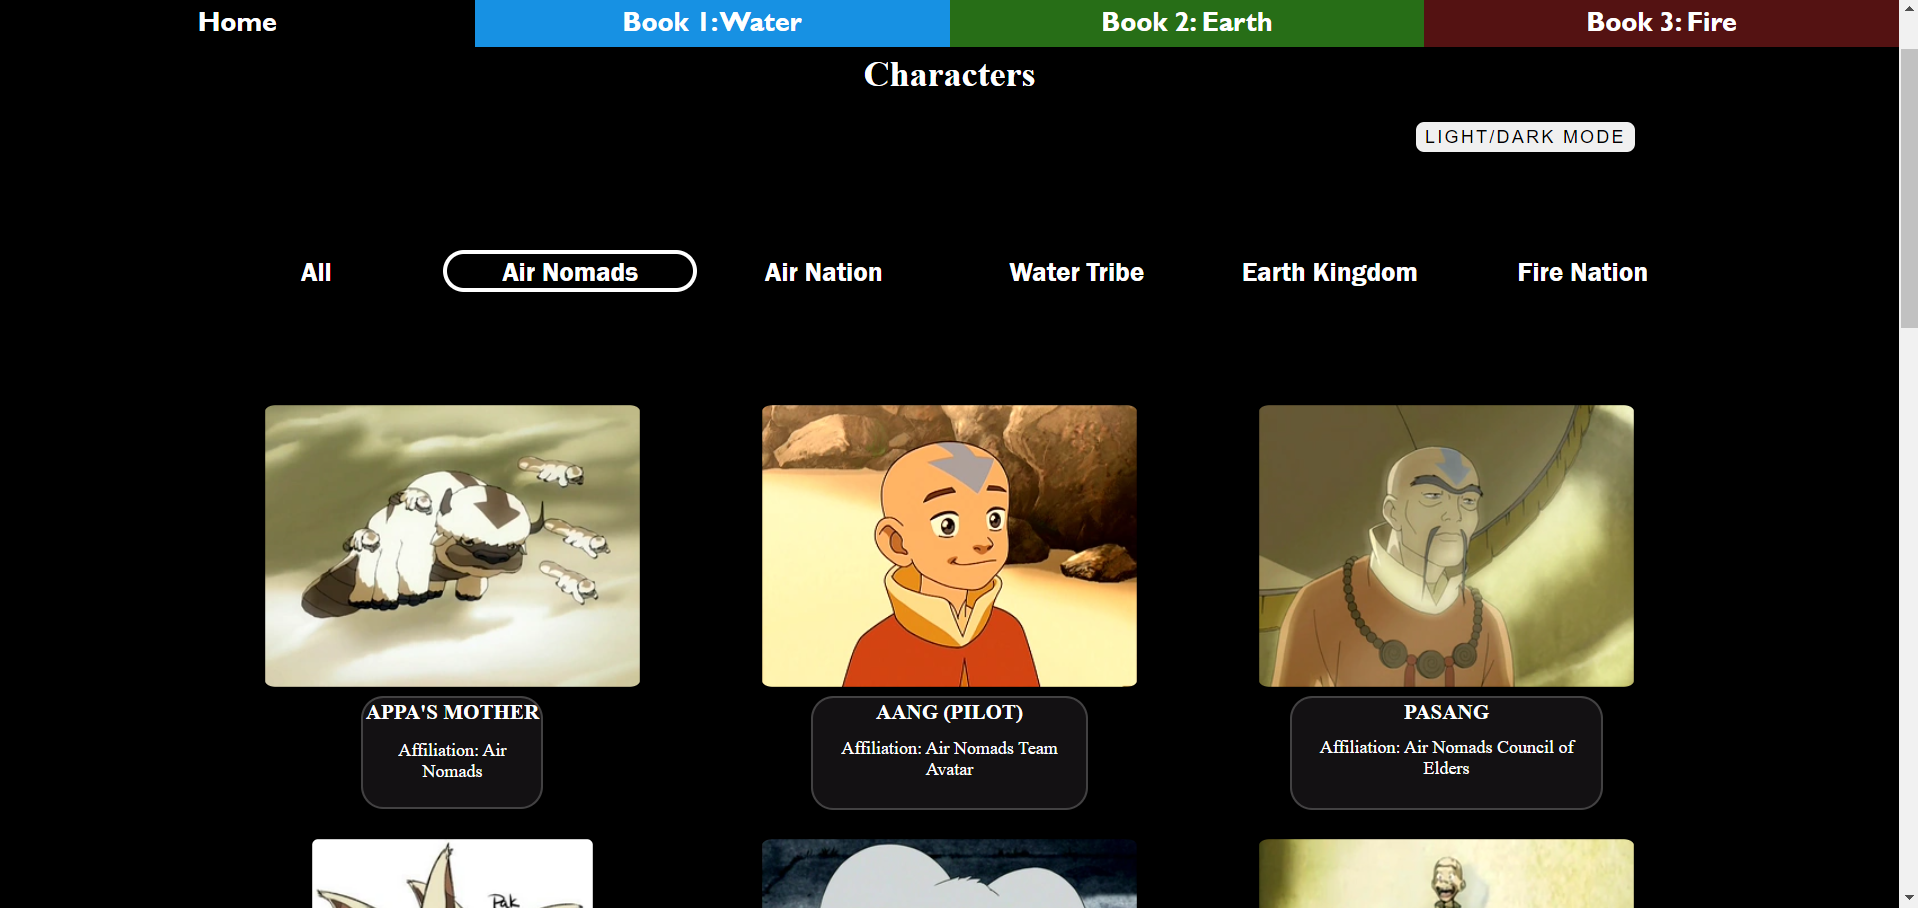 Home Book 1: Water Book 2: Earth Book 3: Fire
Characters
LIGHT/DARK MODE
All Air Nomads Air Nation Water Tribe Earth Kingdom Fire Nation
APPA'S MOTHER
Affiliation: Air
Nomads
AANG (PILOT)
Affiliation: Air Nomads Team
Avatar
PASANG
Affiliation: Air Nomads Council of
Elders
Pak